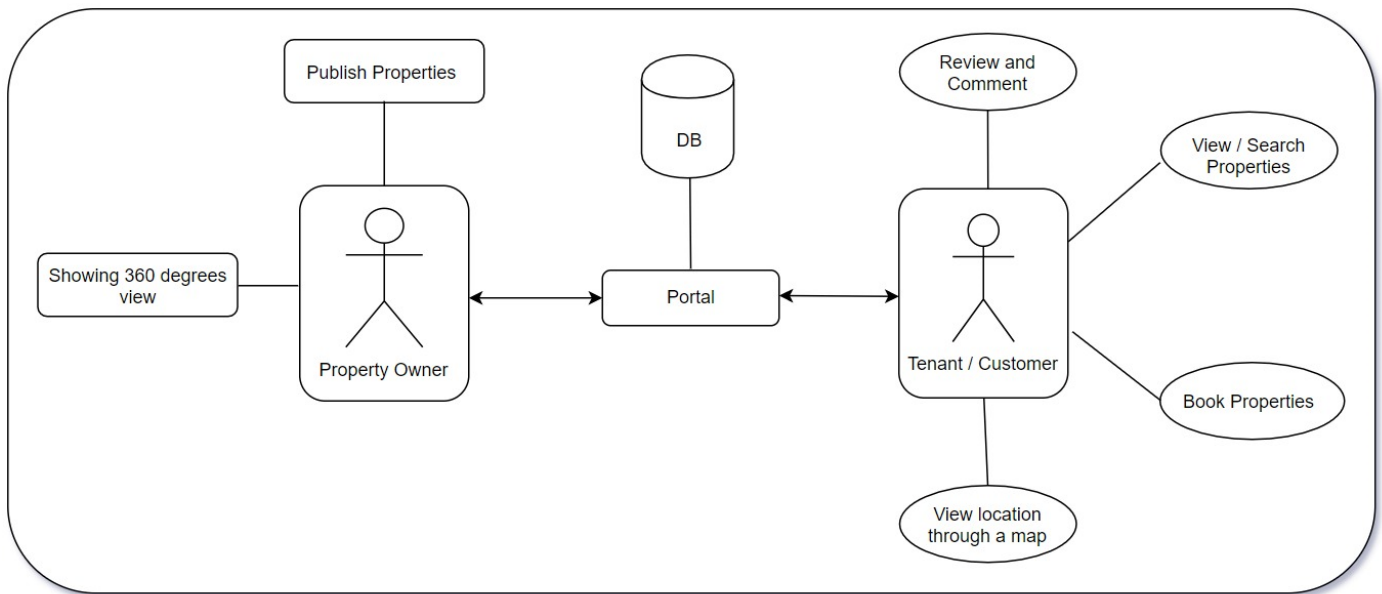 Publish Properties
DB
Review and
Comment
View / Search
Properties
Showing 360 degrees
view
Portal
Property Owner
Tenant / Customer
Book Properties
View location
through a map